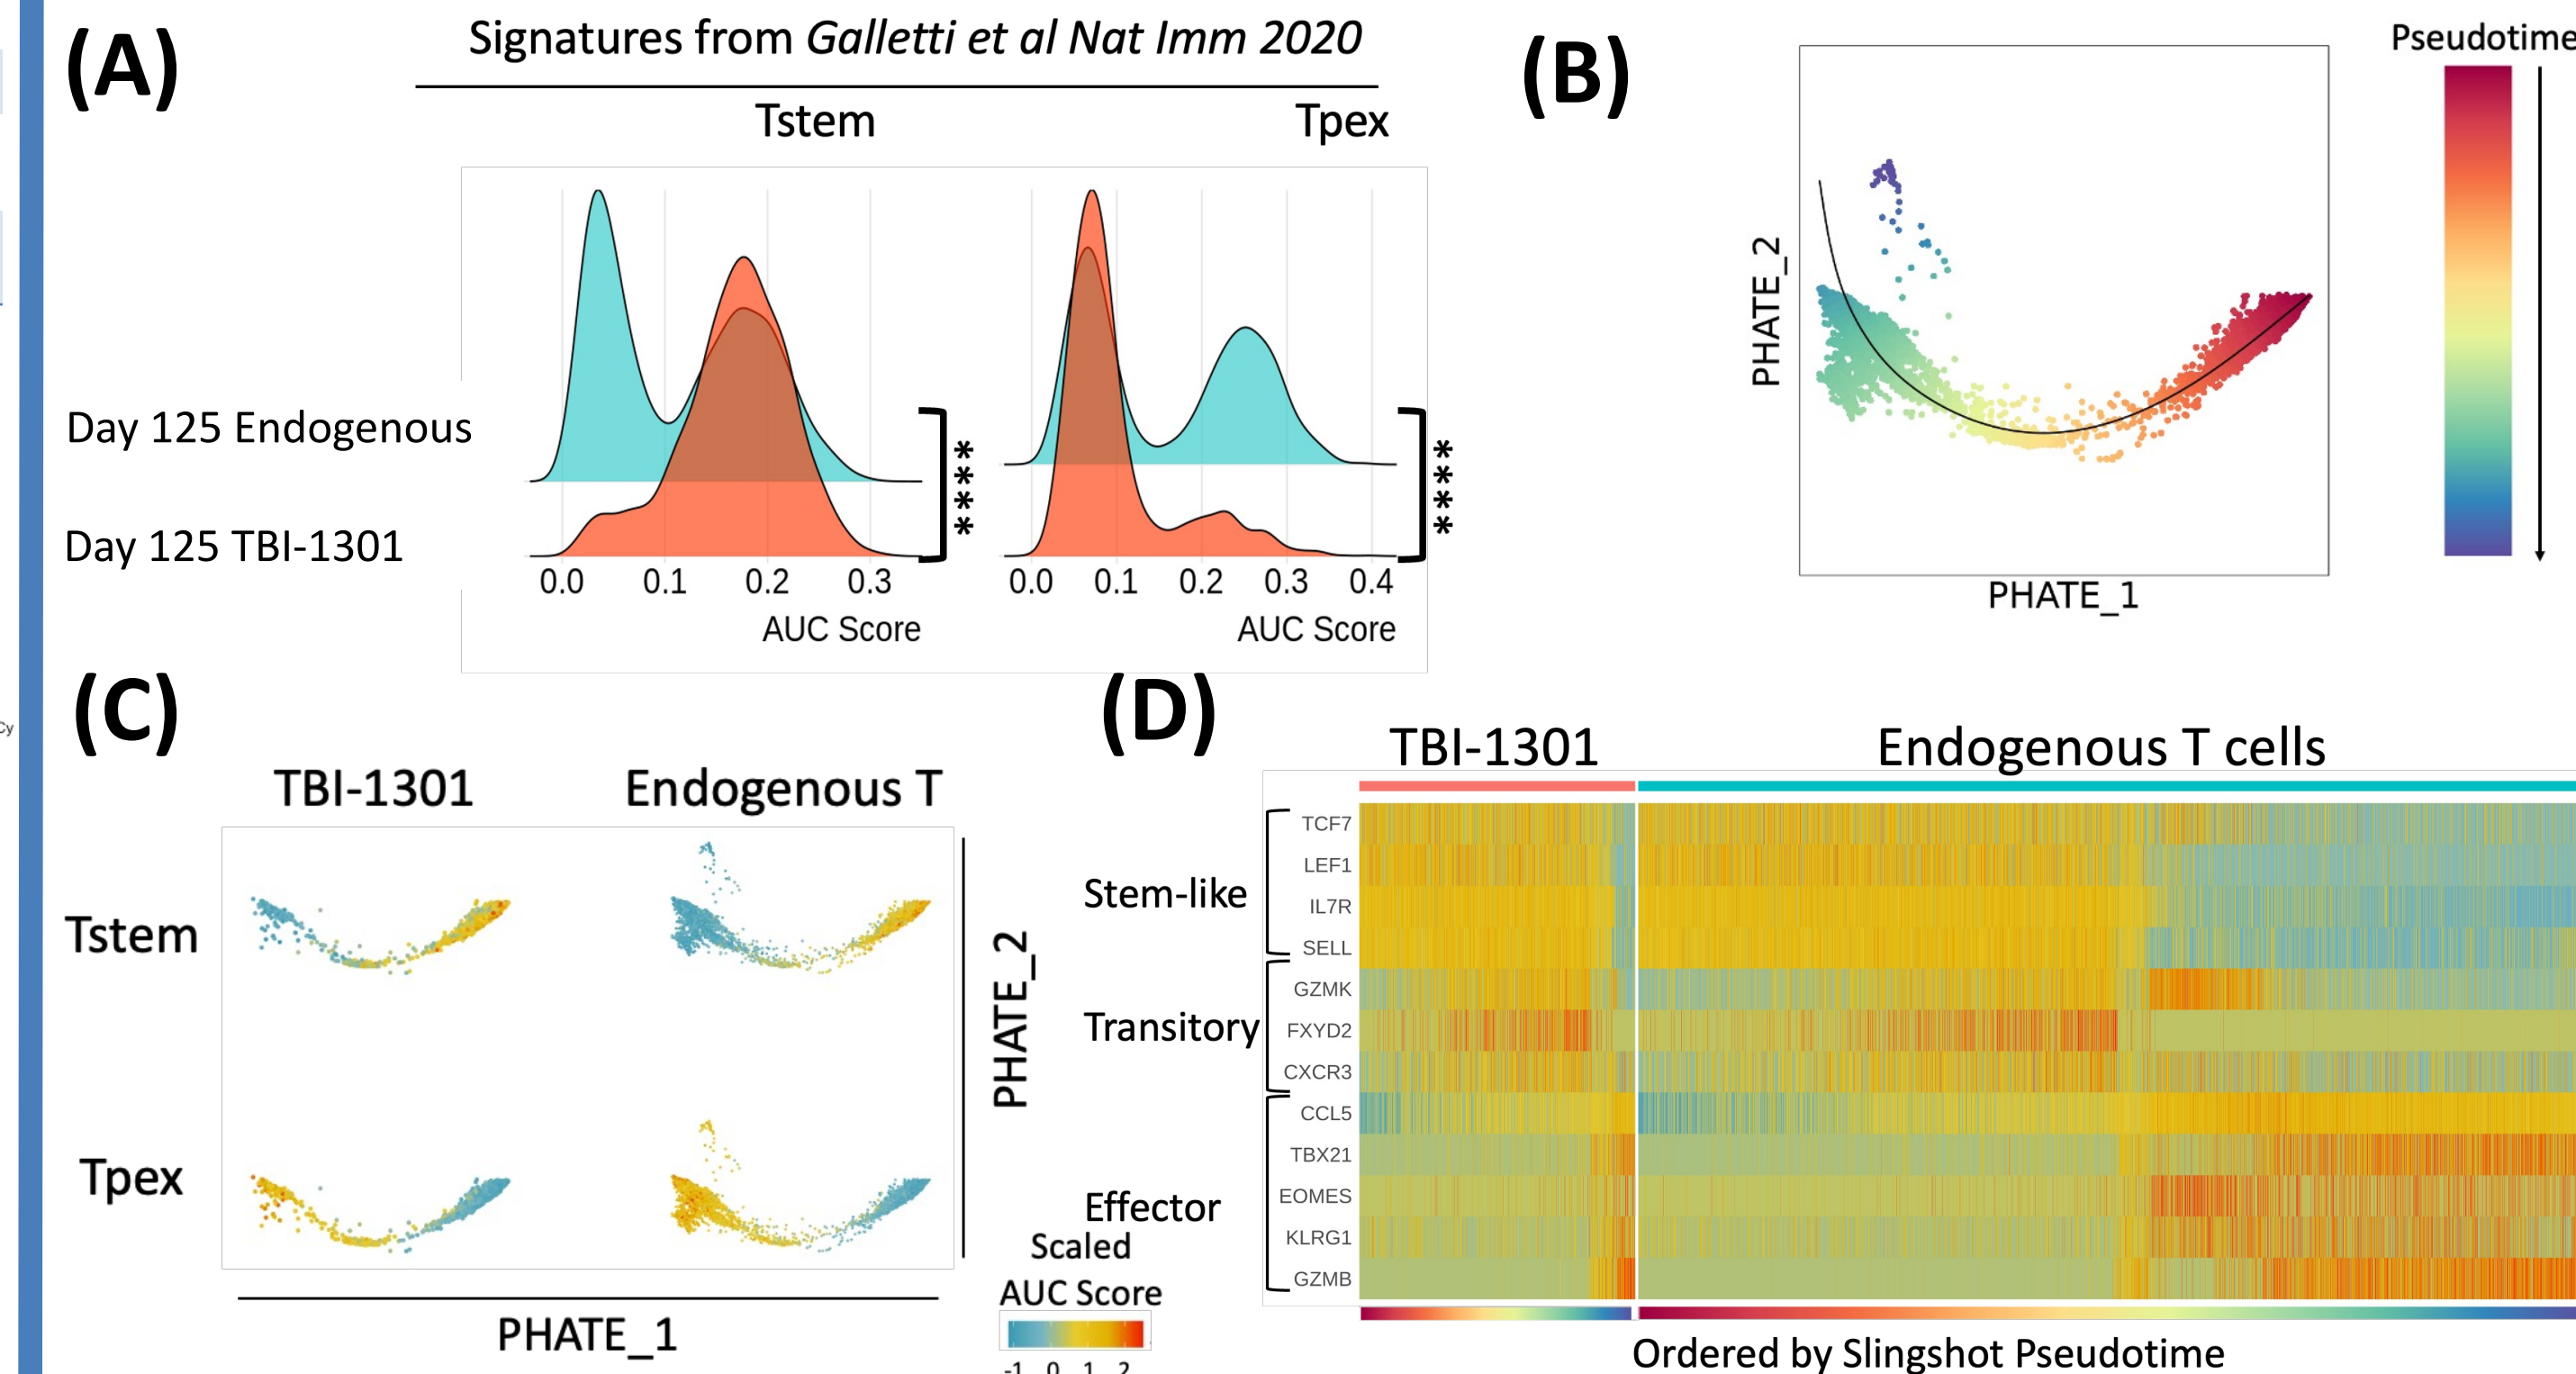 (A)
Signatures from Galletti et al Nat Imm 2020
Tstem
Tpex
Day 125 Endogenous
Day 125 TBI-1301
****
****
0.0 0.1 0.2 0.3
0.0 0.1 0.2 0.3 0.4
AUC Score
AUC Score
(B)
Pseudotime
PHATE_2
PHATE_1
(C)
TBI-1301
Endogenous T
Tstem
Tpex
PHATE_2
PHATE_1
Scaled
AUC Score
-1 0 1 2
(D)
TBI-1301
Endogenous T cells
Stem-like
TCF7
LEF1
IL7R
SELL
Transitory
GZMK
FXYD2
CXCR3
Effector
CCL5
TBX21
EOMES
KLRG1
GZMB
Ordered by Slingshot Pseudotime